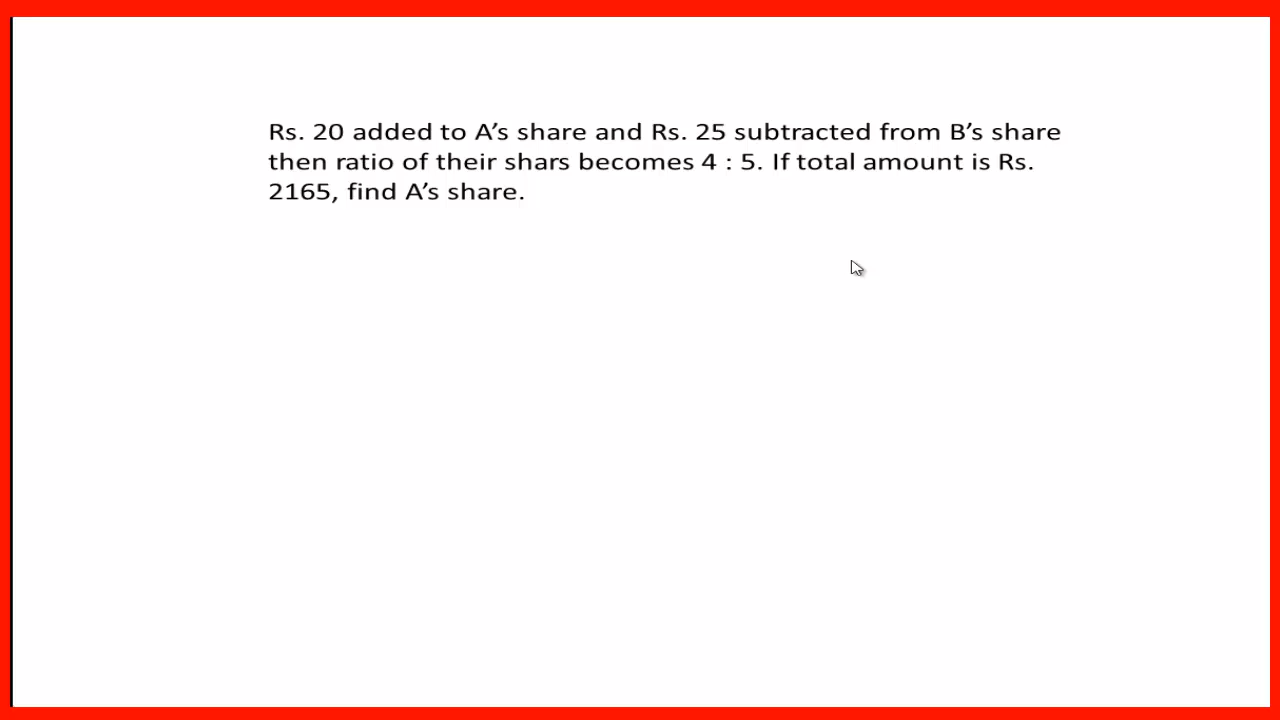 Rs. 20 added to A’s share and Rs. 25 subtracted from B’s share
then ratio of their shars becomes 4 : 5. If total amount is Rs.
2165, find A’s share.